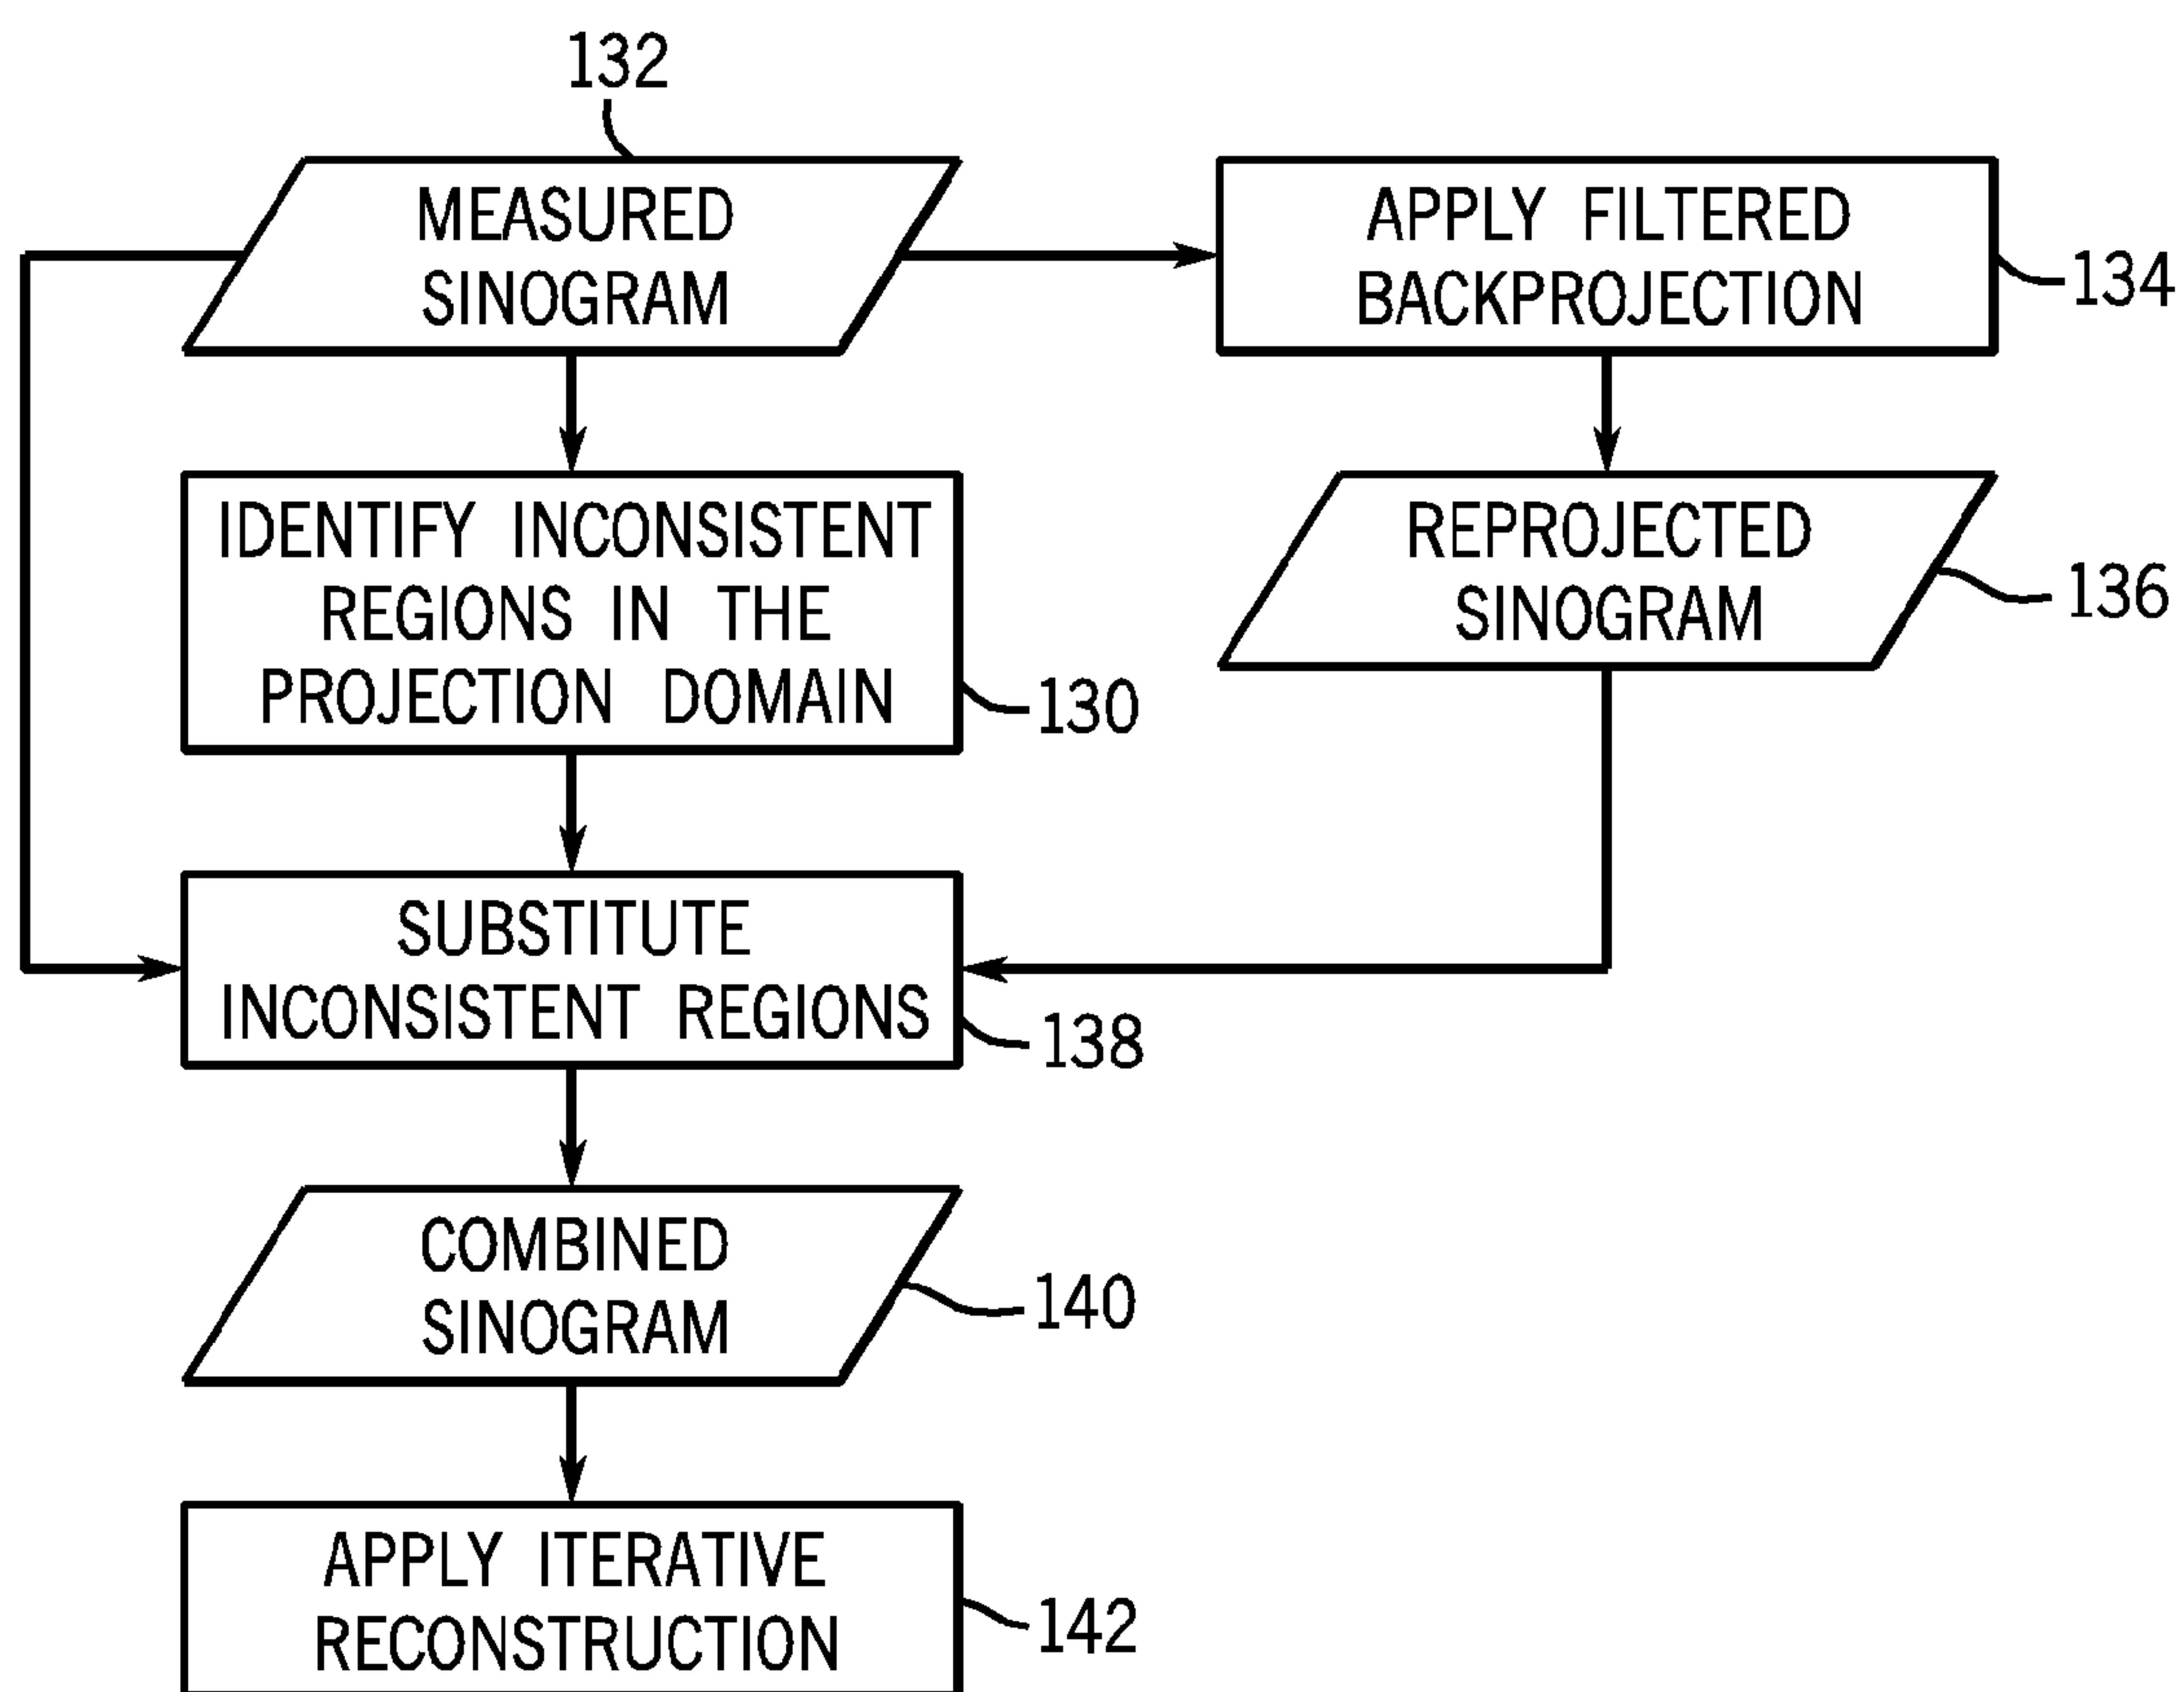 132
MEASURED
SINOGRAM
APPLY FILTERED
BACKPROJECTION
134
IDENTIFY INCONSISTENT
REGIONS IN THE
PROJECTION DOMAIN
130
REPROJECTED
SINOGRAM
136
SUBSTITUTE
INCONSISTENT REGIONS
138
COMBINED
SINOGRAM
140
APPLY ITERATIVE
RECONSTRUCTION
142